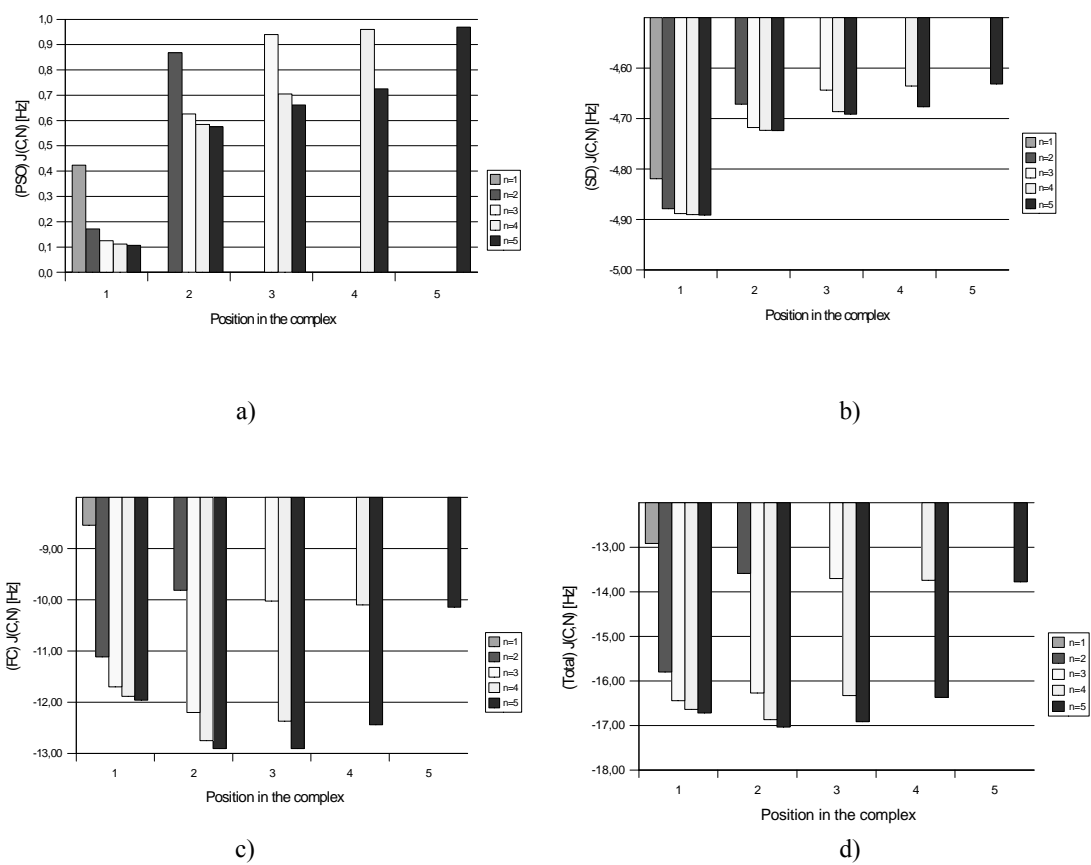 1,0
0,9
0,8
0,7
0,6
0,5
0,4
0,3
0,2
0,1
0,0
(PSO) J(C,N) [Hz]
1 2 3 4 5
Position in the complex
n=1
n=2
n=3
n=4
n=5
a)
-4,60
-4,70
-4,80
-4,90
-5,00
(SD) J(C,N) [Hz]
1 2 3 4 5
Position in the complex
n=1
n=2
n=3
n=4
n=5
b)
-9,00
-10,00
-11,00
-12,00
-13,00
(FC) J(C,N) [Hz]
1 2 3 4 5
Position in the complex
n=1
n=2
n=3
n=4
n=5
c)
-13,00
-14,00
-15,00
-16,00
-17,00
-18,00
(Total) J(C,N) [Hz]
1 2 3 4 5
Position in the complex
n=1
n=2
n=3
n=4
n=5
d)